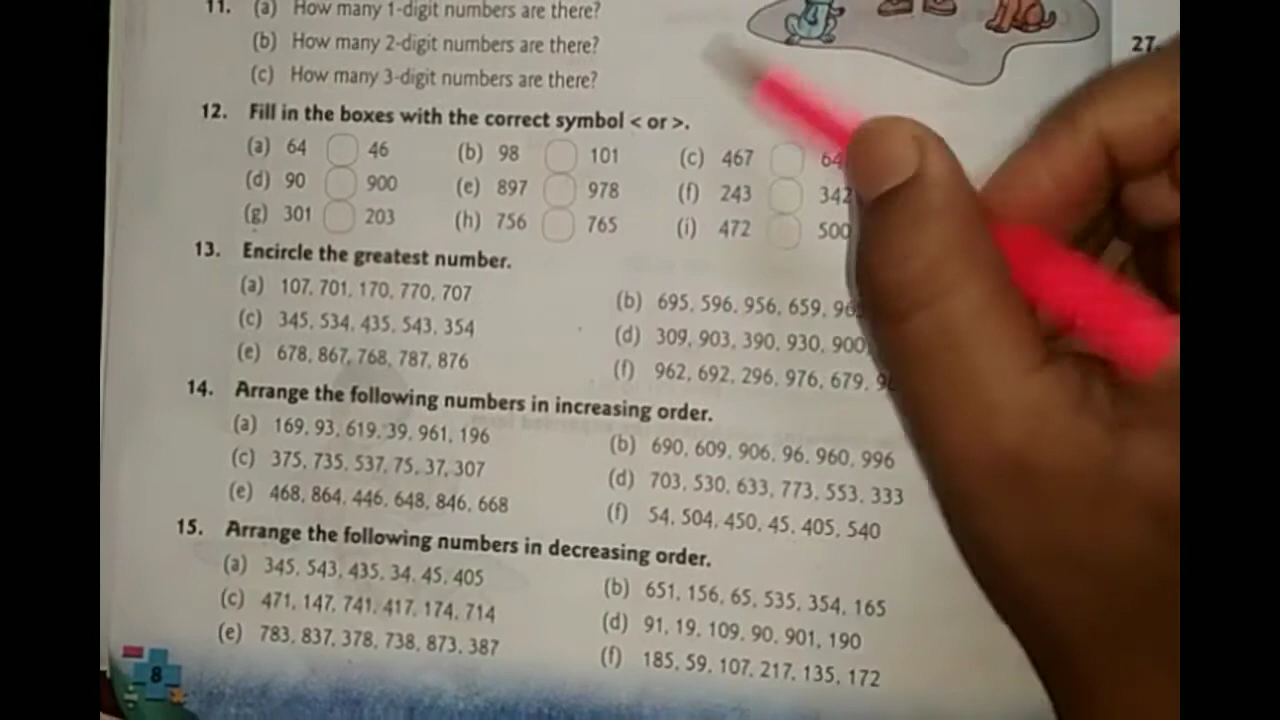 11. (a) How many 1-digit numbers are there?
(b) How many 2-digit numbers are there?
(c) How many 3-digit numbers are there?
27.
12. Fill in the boxes with the correct symbol < or >.
(a) 64 46 (b) 98 101 (c) 467
(d) 90 900 (e) 897 978 (f) 243 342
(g) 301 203 (h) 756 765 (i) 472 500
13. Encircle the greatest number.
(a) 107, 701, 170, 770, 707 (b) 695, 596, 956, 659,
(c) 345, 534, 435, 543, 354 (d) 309, 903, 390, 930, 900,
(e) 678, 867, 768, 787, 876 (f) 962, 692, 296, 976, 679,
14. Arrange the following numbers in increasing order.
(a) 169, 93, 619, 39, 961, 196 (b) 690, 609, 906, 96, 960, 996
(c) 375, 735, 537, 75, 37, 307 (d) 703, 530, 633, 773, 553, 333
(e) 468, 864, 446, 648, 846, 668 (f) 54, 504, 450, 45, 405, 540
15. Arrange the following numbers in decreasing order.
(a) 345, 543, 435, 34, 45, 405 (b) 651, 156, 65, 535, 354, 165
(c) 471, 147, 741, 417, 174, 714 (d) 91, 19, 109, 90, 901, 190
(e) 783, 837, 378, 738, 873, 387 (f) 185, 59, 107, 217, 135, 172
8